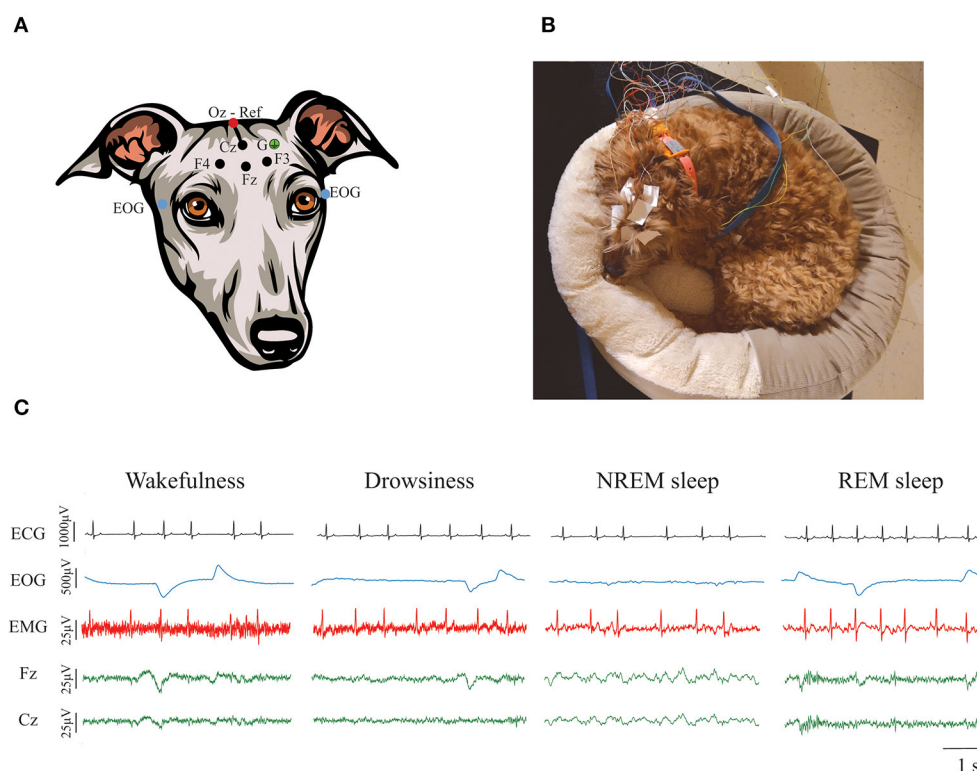 A
B
Oz - Ref
Cz
G
F4
F3
Fz
EOG
EOG
C
Wakefulness
Drowsiness
NREM sleep
REM sleep
ECG
1000µV
EOG
500µV
EMG
25µV
Fz
25µV
Cz
25µV
1 s